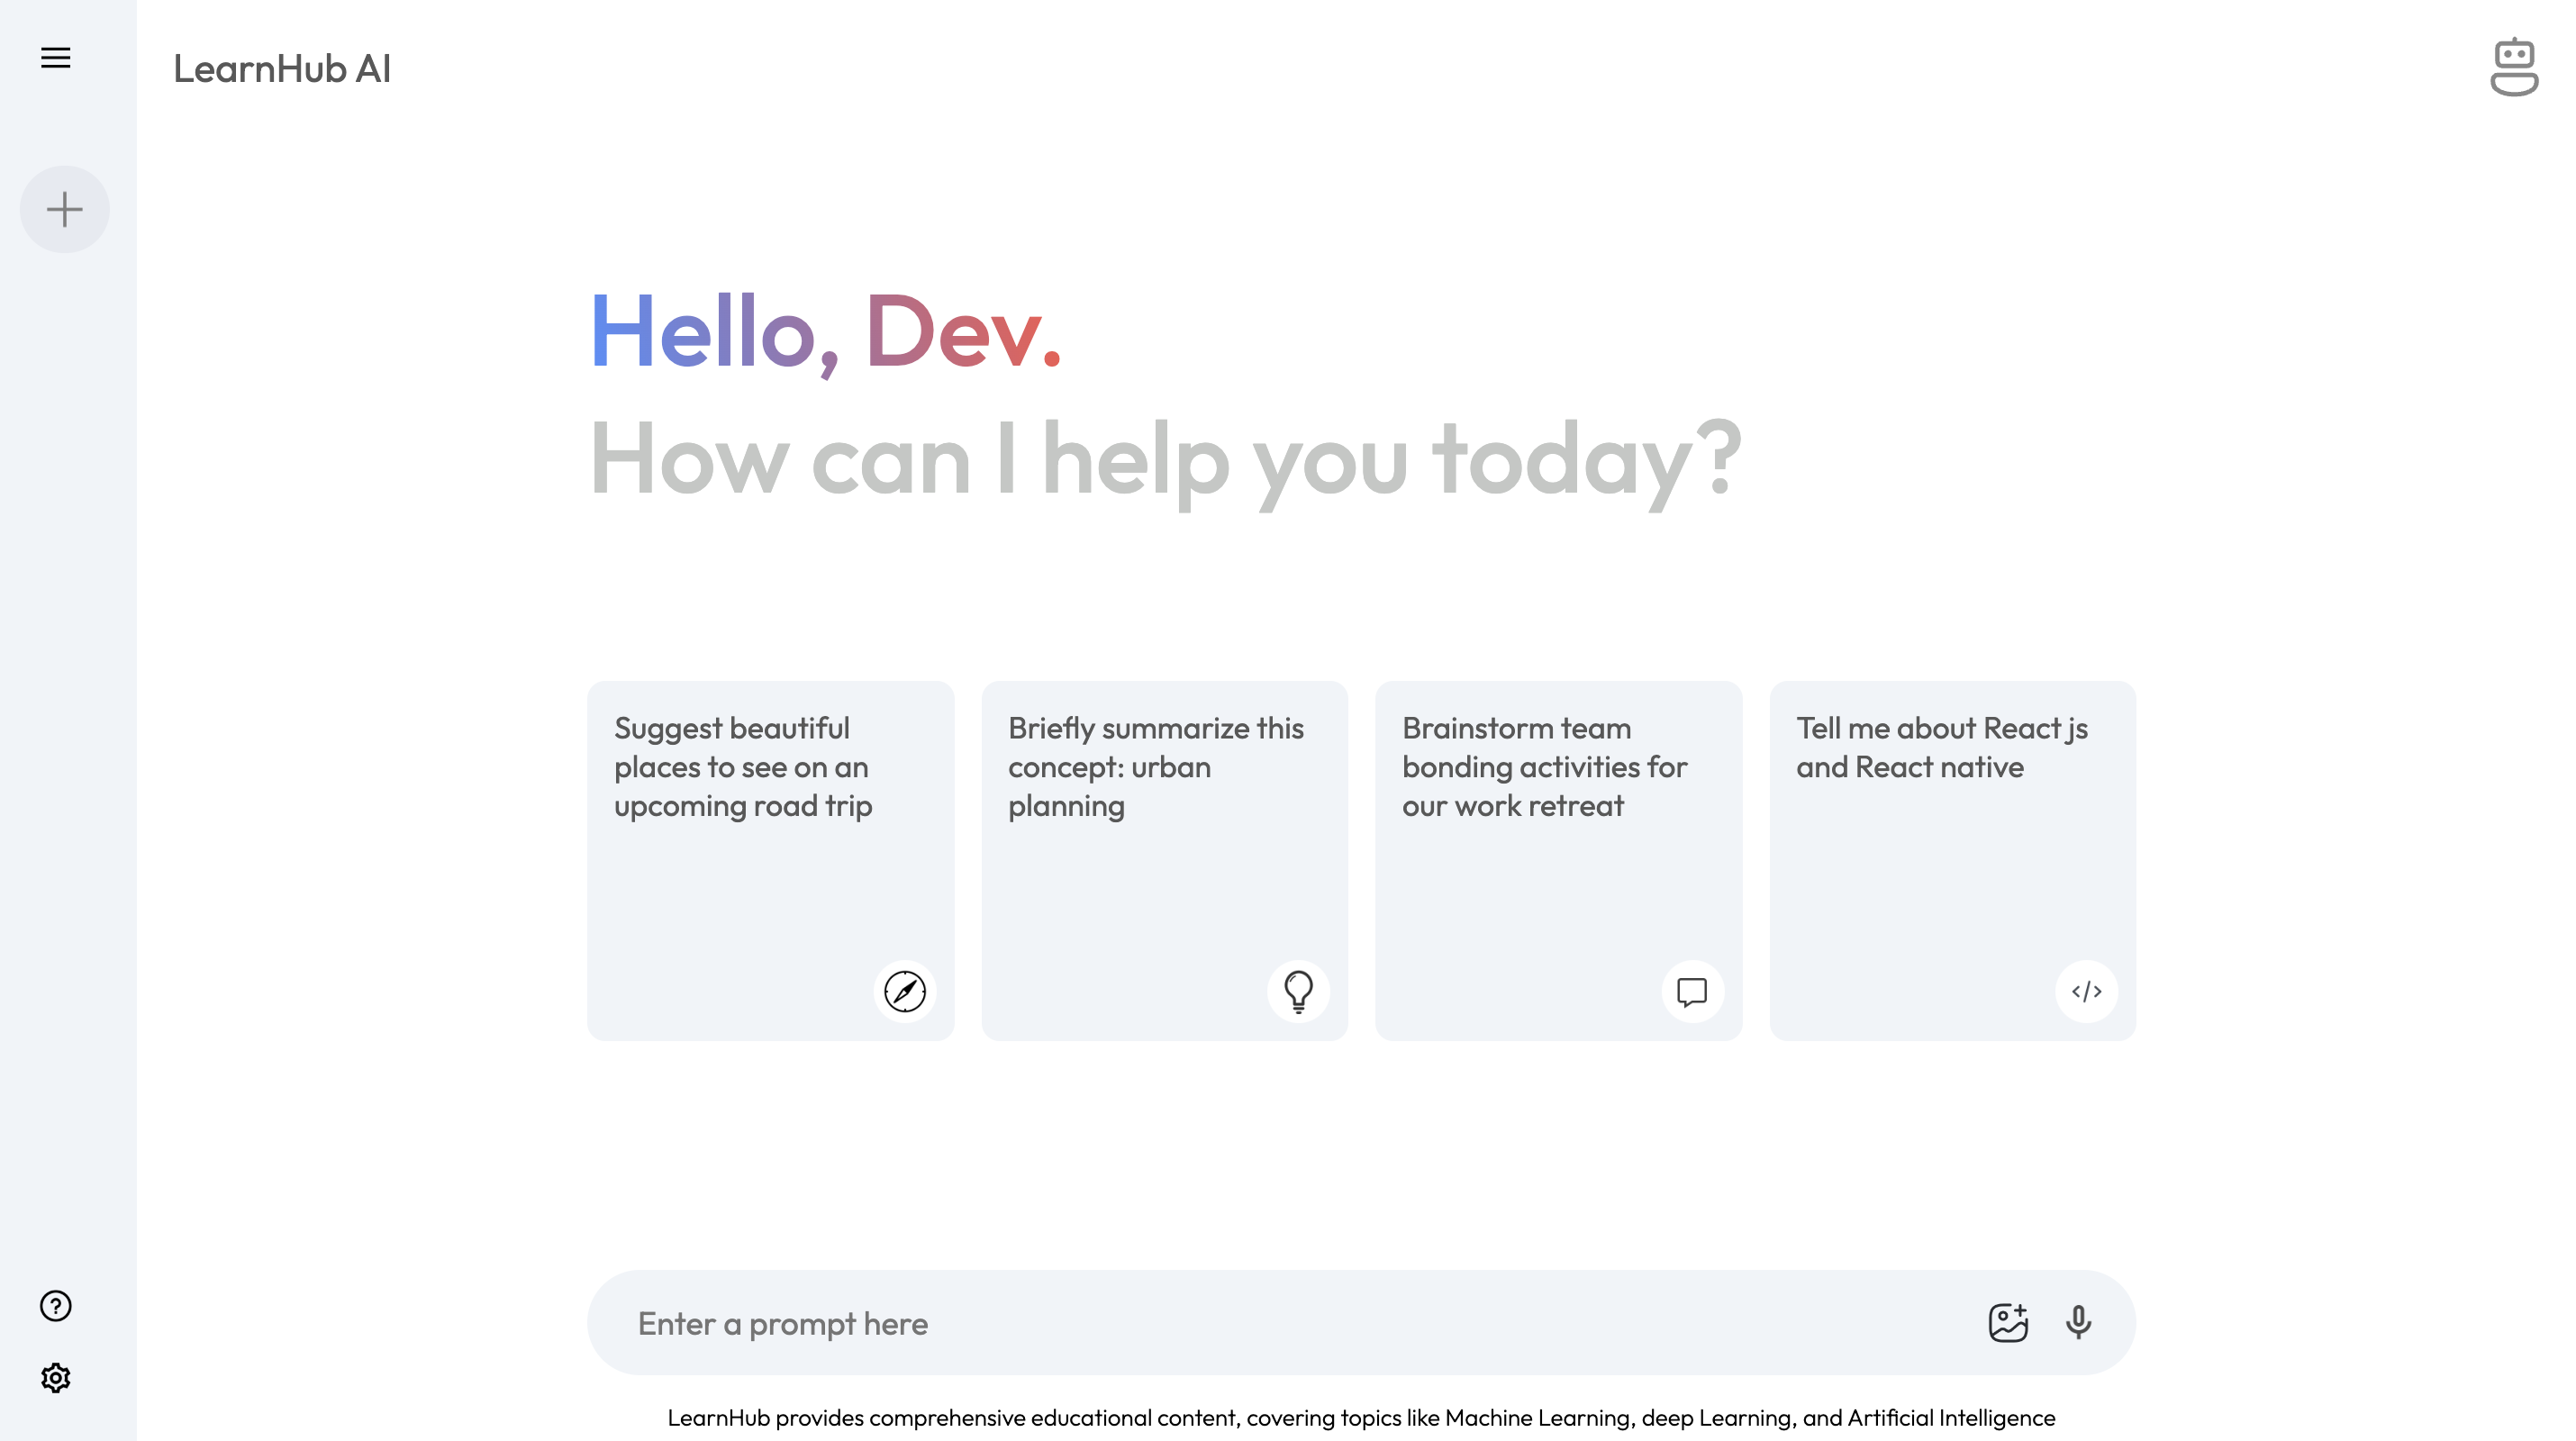 LearnHub AI
Hello, Dev.
How can I help you today?
Suggest beautiful
places to see on an
upcoming road trip
Briefly summarize this
concept: urban
planning
Brainstorm team
bonding activities for
our work retreat
Tell me about React js
and React native
Enter a prompt here
LearnHub provides comprehensive educational content, covering topics like Machine Learning, deep Learning, and Artificial Intelligence